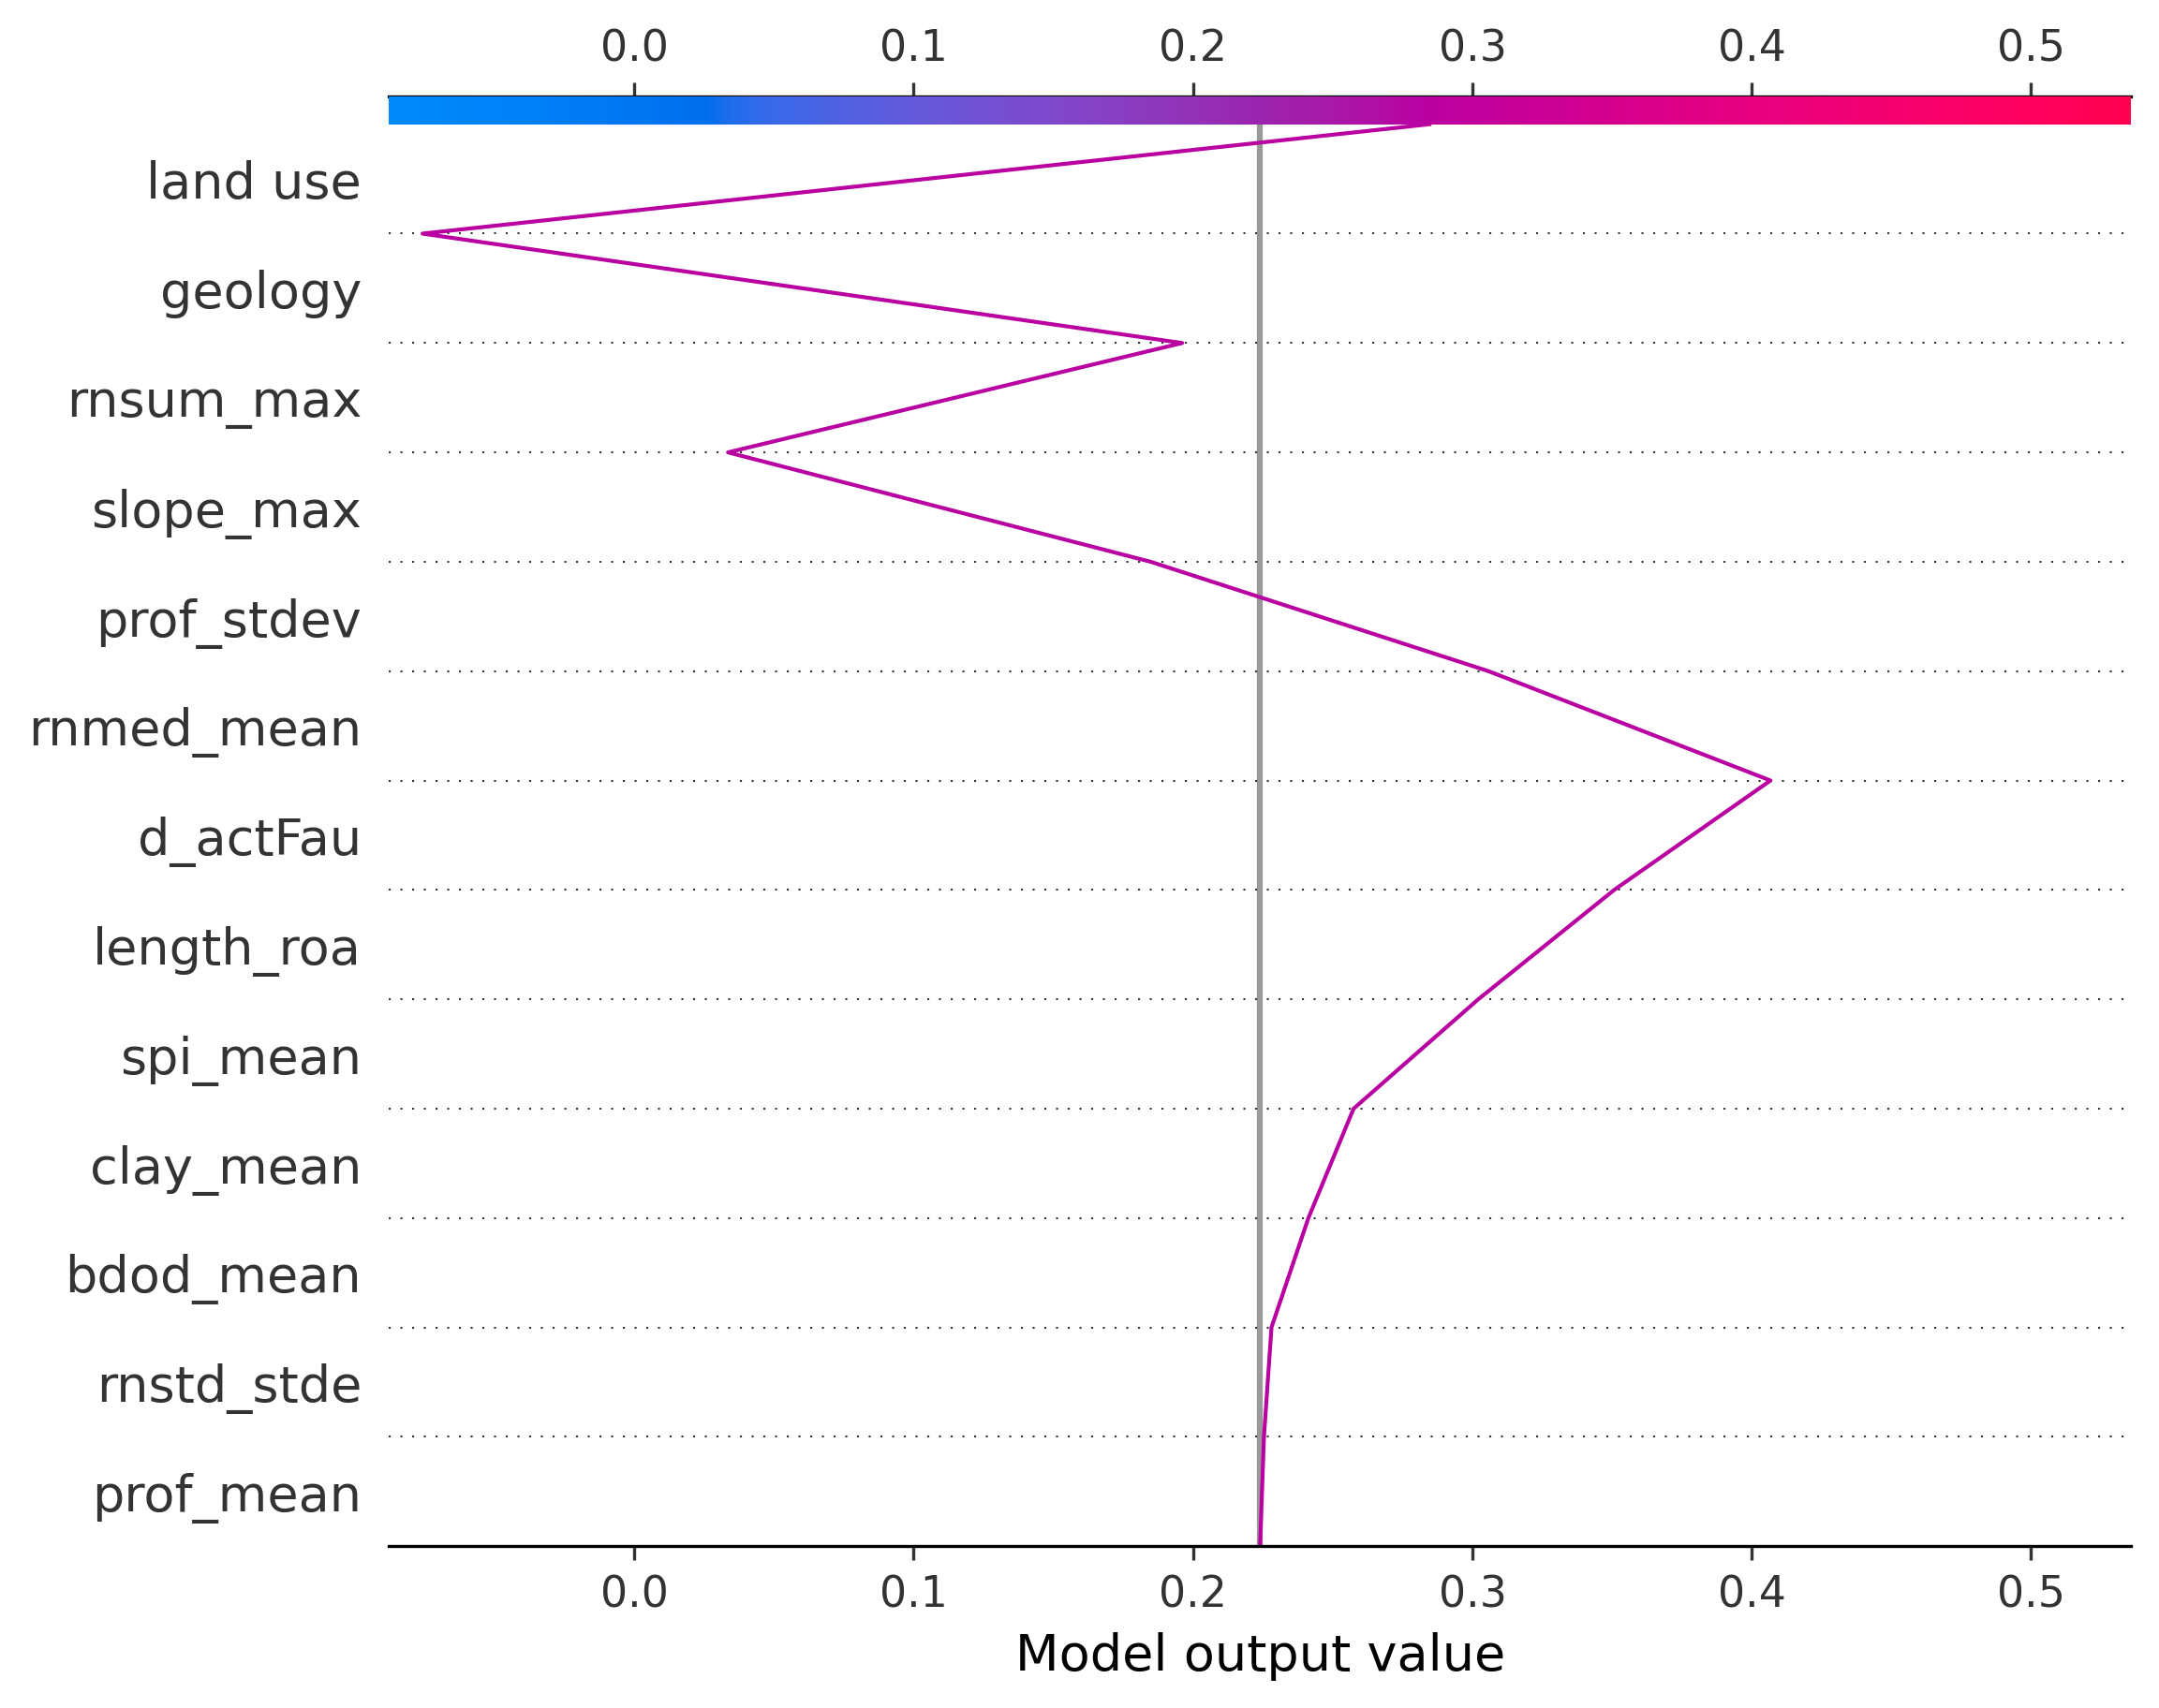 0.0 0.1 0.2 0.3 0.4 0.5
land use
geology
rnsum_max
slope_max
prof_stdev
rnmed_mean
d_actFau
length_roa
spi_mean
clay_mean
bdod_mean
rnstd_stde
prof_mean
0.0 0.1 0.2 0.3 0.4 0.5
Model output value